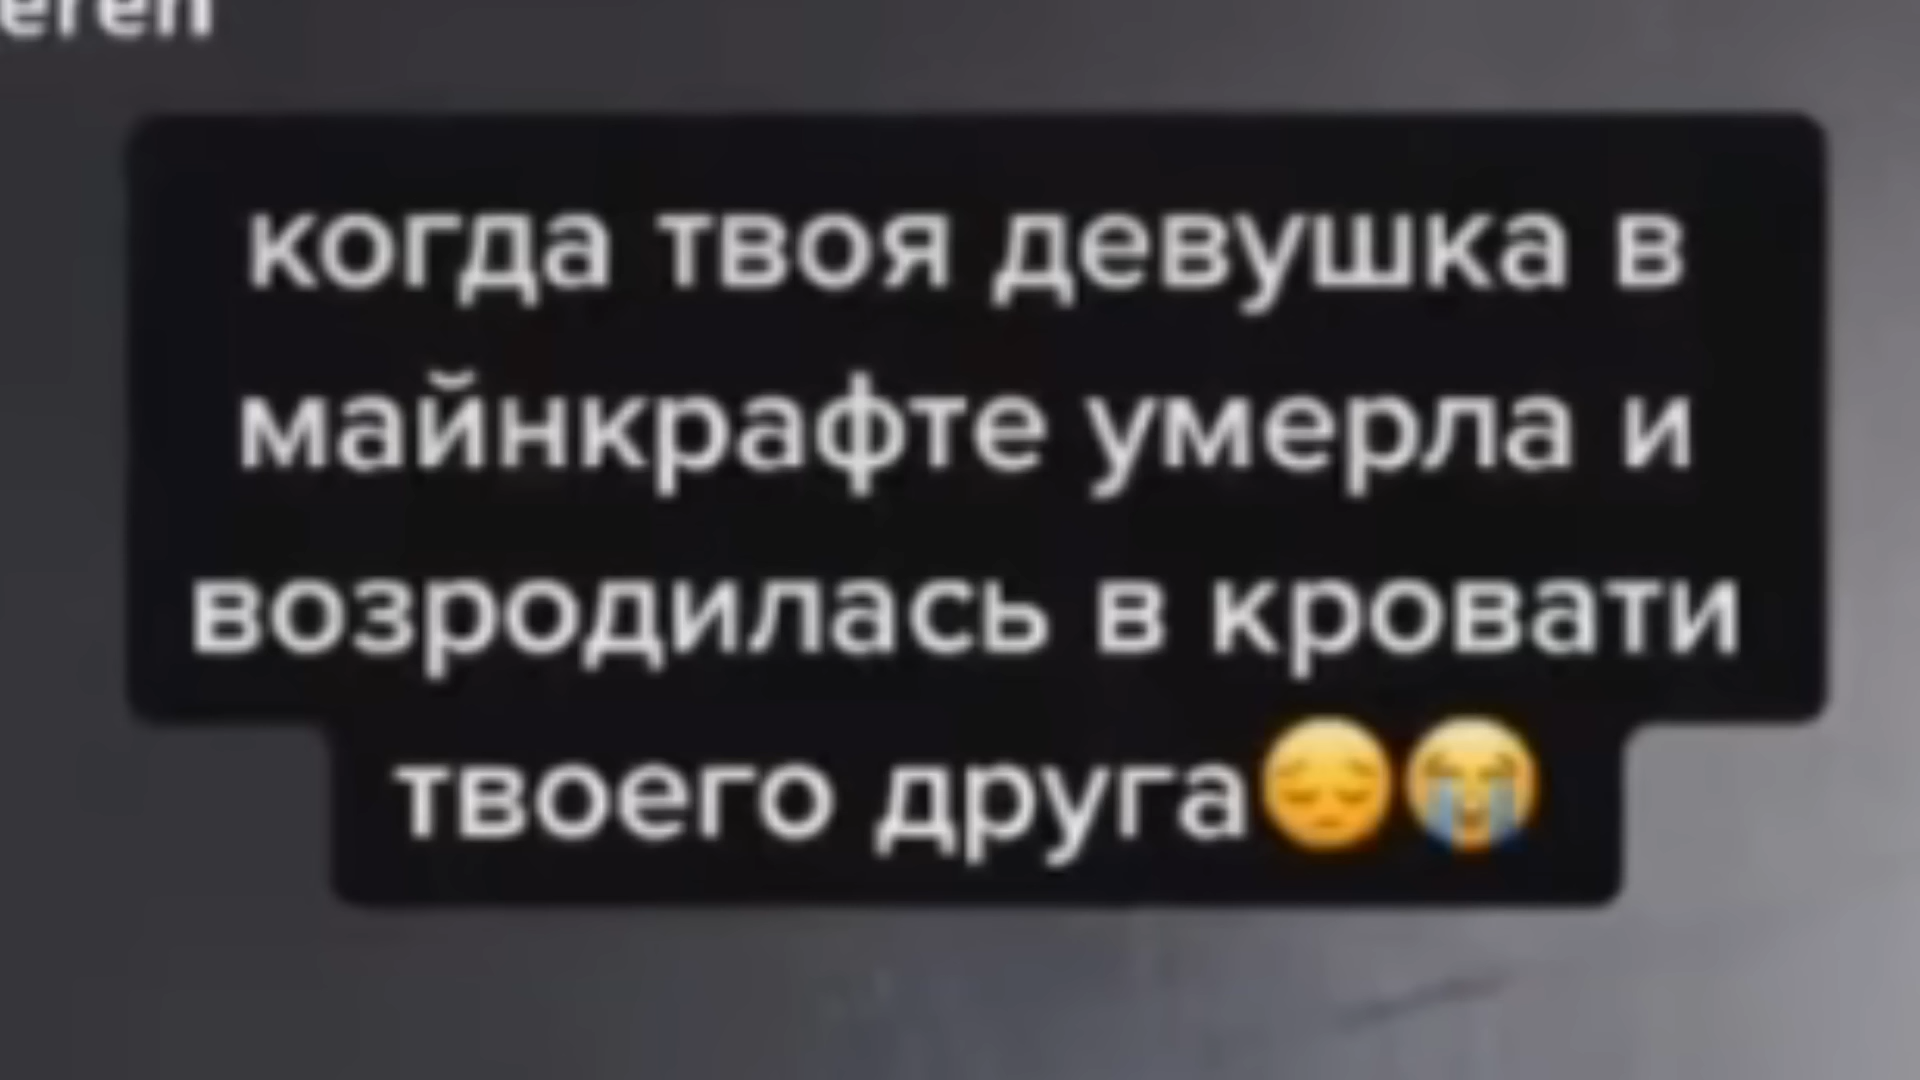 когда твоя девушка в
майнкрафте умерла и
возродилась в кровати
твоего друга😔😭